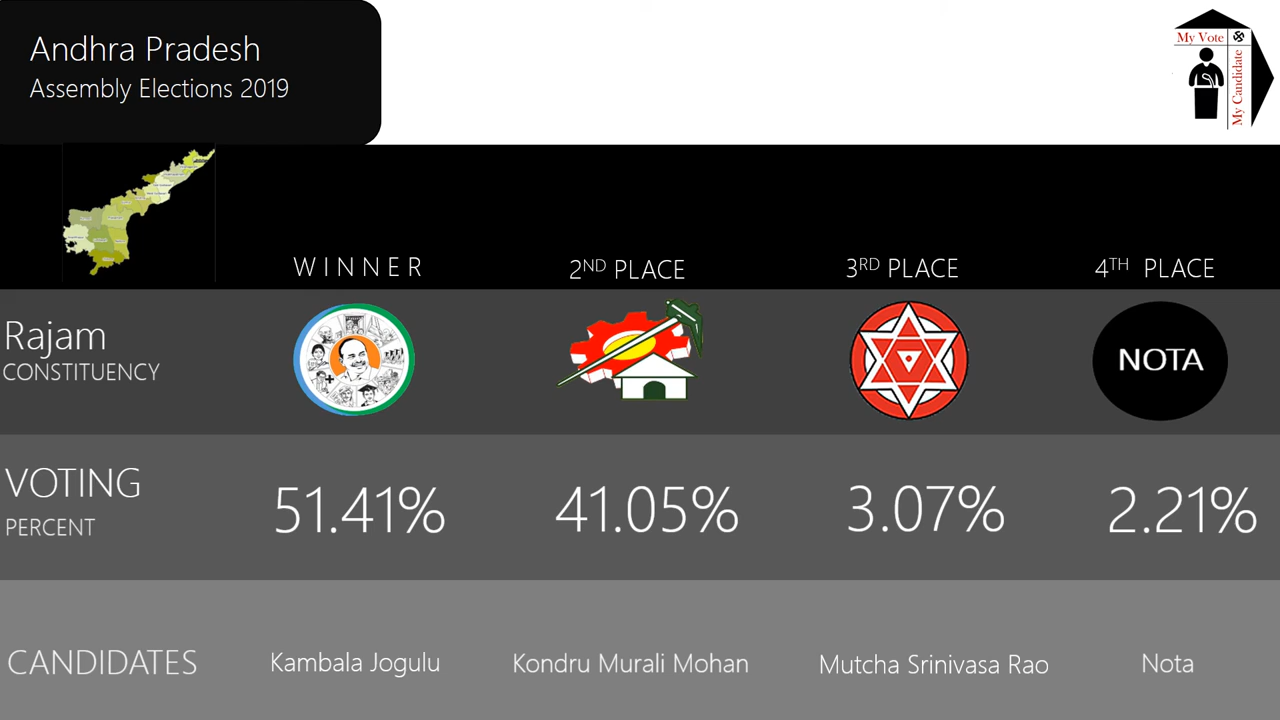 Andhra Pradesh
Assembly Elections 2019
My Vote
My Candidate
WINNER
2ND PLACE
3RD PLACE
4TH PLACE
Rajam
CONSTITUENCY
NOTA
VOTING
PERCENT
51.41%
41.05%
3.07%
2.21%
CANDIDATES
Kambala Jogulu
Kondru Murali Mohan
Mutcha Srinivasa Rao
Nota